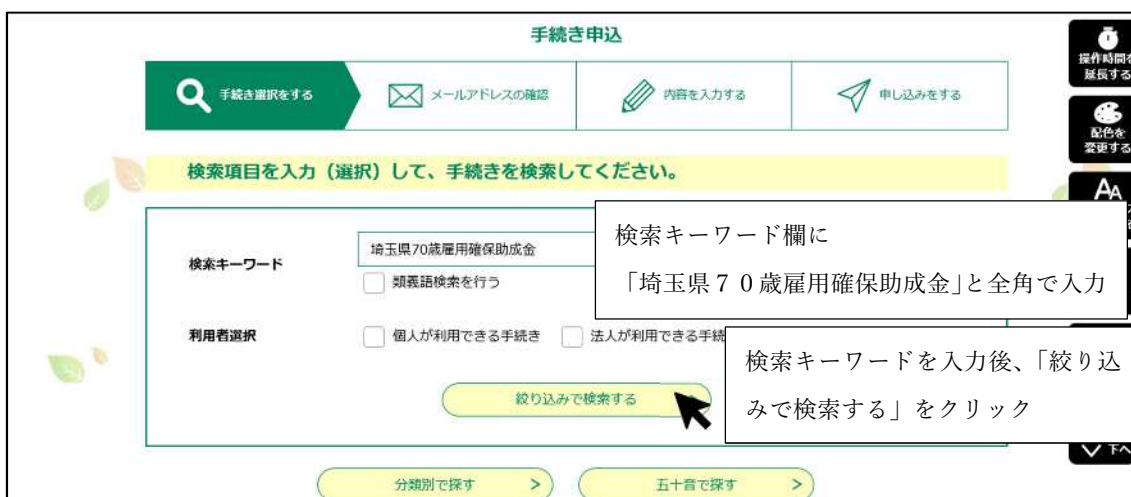 手続き申込
操作時間を
延長する
手続き選択をする
メールアドレスの確認
内容を入力する
申し込みをする
配色を
変更する
検索項目を入力（選択）して、手続きを検索してください。
AA
検索キーワード
埼玉県70歳雇用確保助成金
類義語検索を行う
検索キーワード欄に
「埼玉県７０歳雇用確保助成金」と全角で入力
利用者選択
個人が利用できる手続き
法人が利用できる手続
検索キーワードを入力後、「絞り込
みで検索する」をクリック
絞り込みで検索する
下へ
分類別で探す >
五十音で探す >